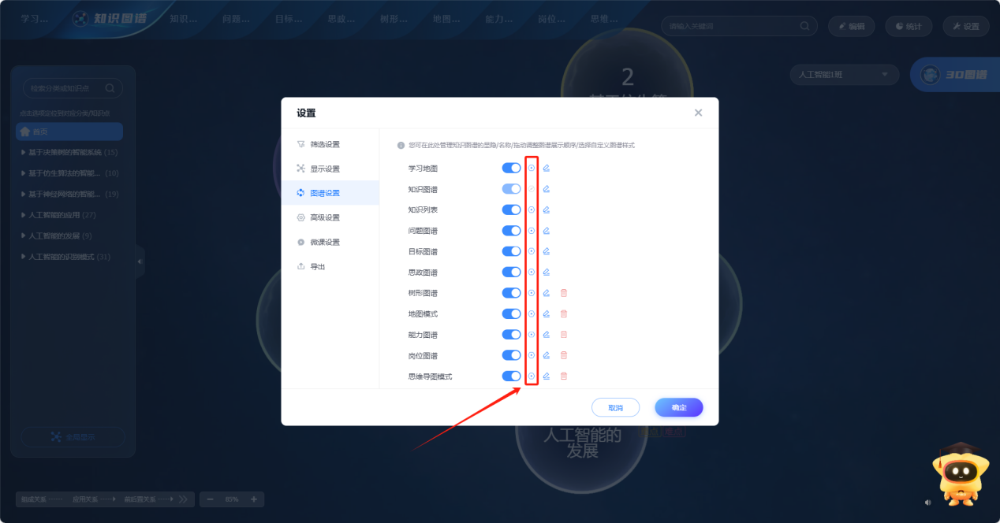 学习...
知识图谱
知识...
问题...
目标...
思政...
树形...
地图...
能力...
岗位...
思维...
请输入关键词
编辑
统计
设置
人工智能1班
3D图谱
2
检索分类或知识点
点击选项定位到对应分类/知识点
首页
基于决策树的智能系统 (15)
基于仿生算法的智能... (10)
基于神经网络的智能... (19)
人工智能的应用 (27)
人工智能的发展 (9)
人工智能的识别模式 (31)
全部显示
设置
筛选设置
显示设置
图谱设置
高级设置
微课设置
导出
您可在此处管理知识图谱的显隐/名称/拖动调整图谱展示顺序/选择自定义图谱样式
学习地图
知识图谱
知识列表
问题图谱
目标图谱
思政图谱
树形图谱
地图模式
能力图谱
岗位图谱
思维导图模式
取消
确定
人工智能的
发展
难点
组成关系
应用关系
前后置关系
85%